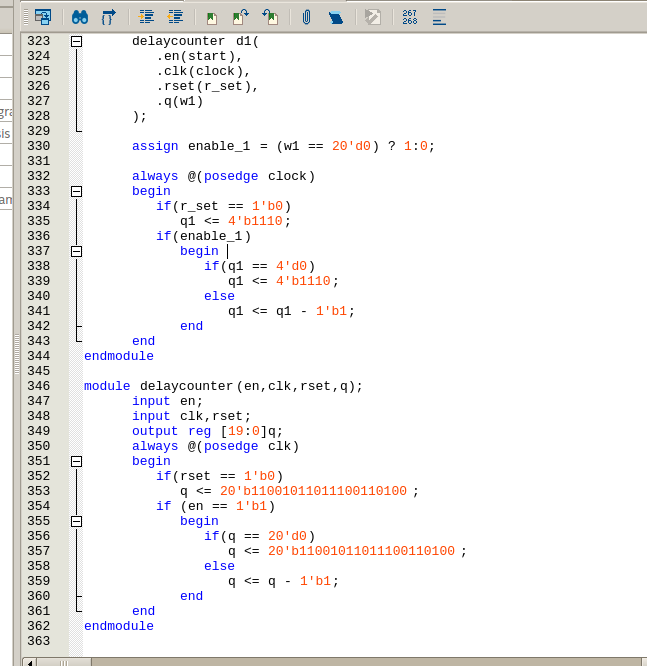 267
268
323 delaycounter d1(
324 .en(start),
325 .clk(clock),
326 .rset(r_set),
327 .q(w1)
328 );
329
330 assign enable_1 = (w1 == 20'd0) ? 1:0;
331
332 always @(posedge clock)
333 begin
334 if(r_set == 1'b0)
335 q1 <= 4'b1110;
336 if(enable_1)
337 begin
338 if(q1 == 4'd0)
339 q1 <= 4'b1110;
340 else
341 q1 <= q1 - 1'b1;
342 end
343 end
344 endmodule
345
346 module delaycounter(en,clk,rset,q);
347 input en;
348 input clk,rset;
349 output reg [19:0]q;
350 always @(posedge clk)
351 begin
352 if(rset == 1'b0)
353 q <= 20'b11001011011100110100 ;
354 if (en == 1'b1)
355 begin
356 if(q == 20'd0)
357 q <= 20'b11001011011100110100 ;
358 else
359 q <= q - 1'b1;
360 end
361 end
362 endmodule
363